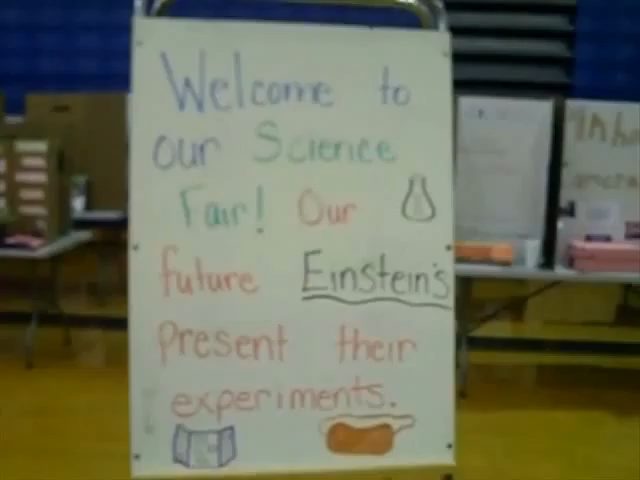 Welcome to
our Science
Fair! Our
future Einstein's
present their
experiments.